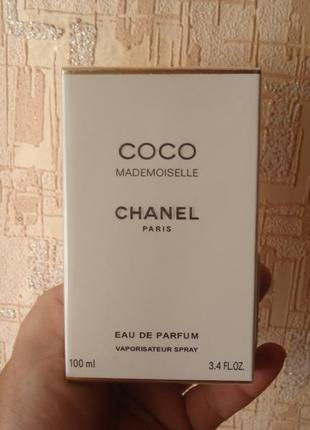 COCO
MADEMOISELLE
CHANEL
PARIS
EAU DE PARFUM
VAPORISATEUR SPRAY
100 ml 3.4 FL.OZ.